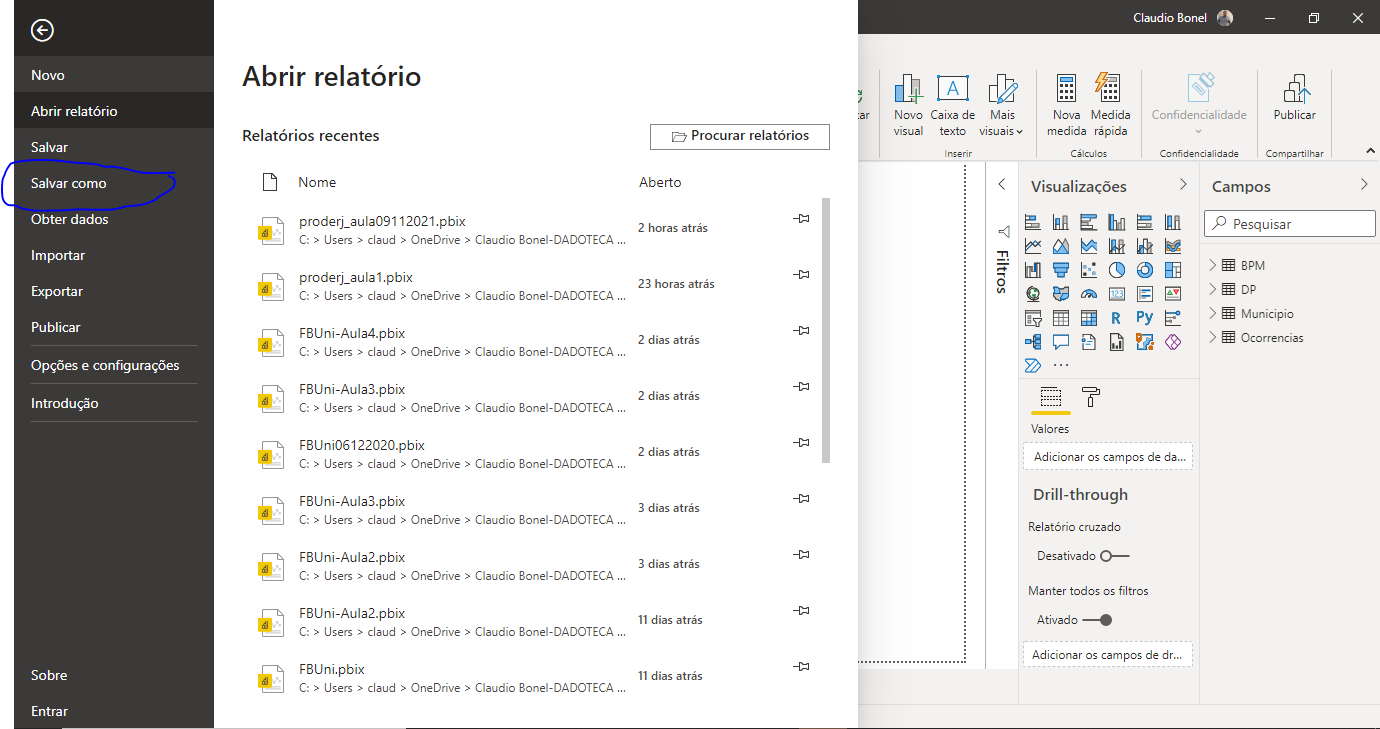 Claudio Bonel
Novo
Abrir relatório
Salvar
Salvar como
Obter dados
Importar
Exportar
Publicar
Opções e configurações
Introdução
Sobre
Entrar
Abrir relatório
Relatórios recentes
Procurar relatórios
Nome
Aberto
proderj_aula09112021.pbix
C: > Users > claud > OneDrive > Claudio Bonel-DADOTECA ...
2 horas atrás
proderj_aula1.pbix
C: > Users > claud > OneDrive > Claudio Bonel-DADOTECA ...
23 horas atrás
FBUni-Aula4.pbix
C: > Users > claud > OneDrive > Claudio Bonel-DADOTECA ...
2 dias atrás
FBUni-Aula3.pbix
C: > Users > claud > OneDrive > Claudio Bonel-DADOTECA ...
2 dias atrás
FBUni06122020.pbix
C: > Users > claud > OneDrive > Claudio Bonel-DADOTECA ...
2 dias atrás
FBUni-Aula3.pbix
C: > Users > claud > OneDrive > Claudio Bonel-DADOTECA ...
3 dias atrás
FBUni-Aula2.pbix
C: > Users > claud > OneDrive > Claudio Bonel-DADOTECA ...
3 dias atrás
FBUni-Aula2.pbix
C: > Users > claud > OneDrive > Claudio Bonel-DADOTECA ...
11 dias atrás
FBUni.pbix
C: > Users > claud > OneDrive > Claudio Bonel-DADOTECA ...
11 dias atrás
Novo
visual
A
Caixa de
texto
Mais
visuais
Inserir
Nova
medida
Medida
rápida
Cálculos
Confidencialidade
Confidencialidade
Publicar
Compartilhar
Filtros
Visualizações
123
R
Py
...
Valores
Adicionar os campos de da...
Drill-through
Relatório cruzado
Desativado
Manter todos os filtros
Ativado
Adicionar os campos de dr...
Campos
Pesquisar
BPM
DP
Municipio
Ocorrencias